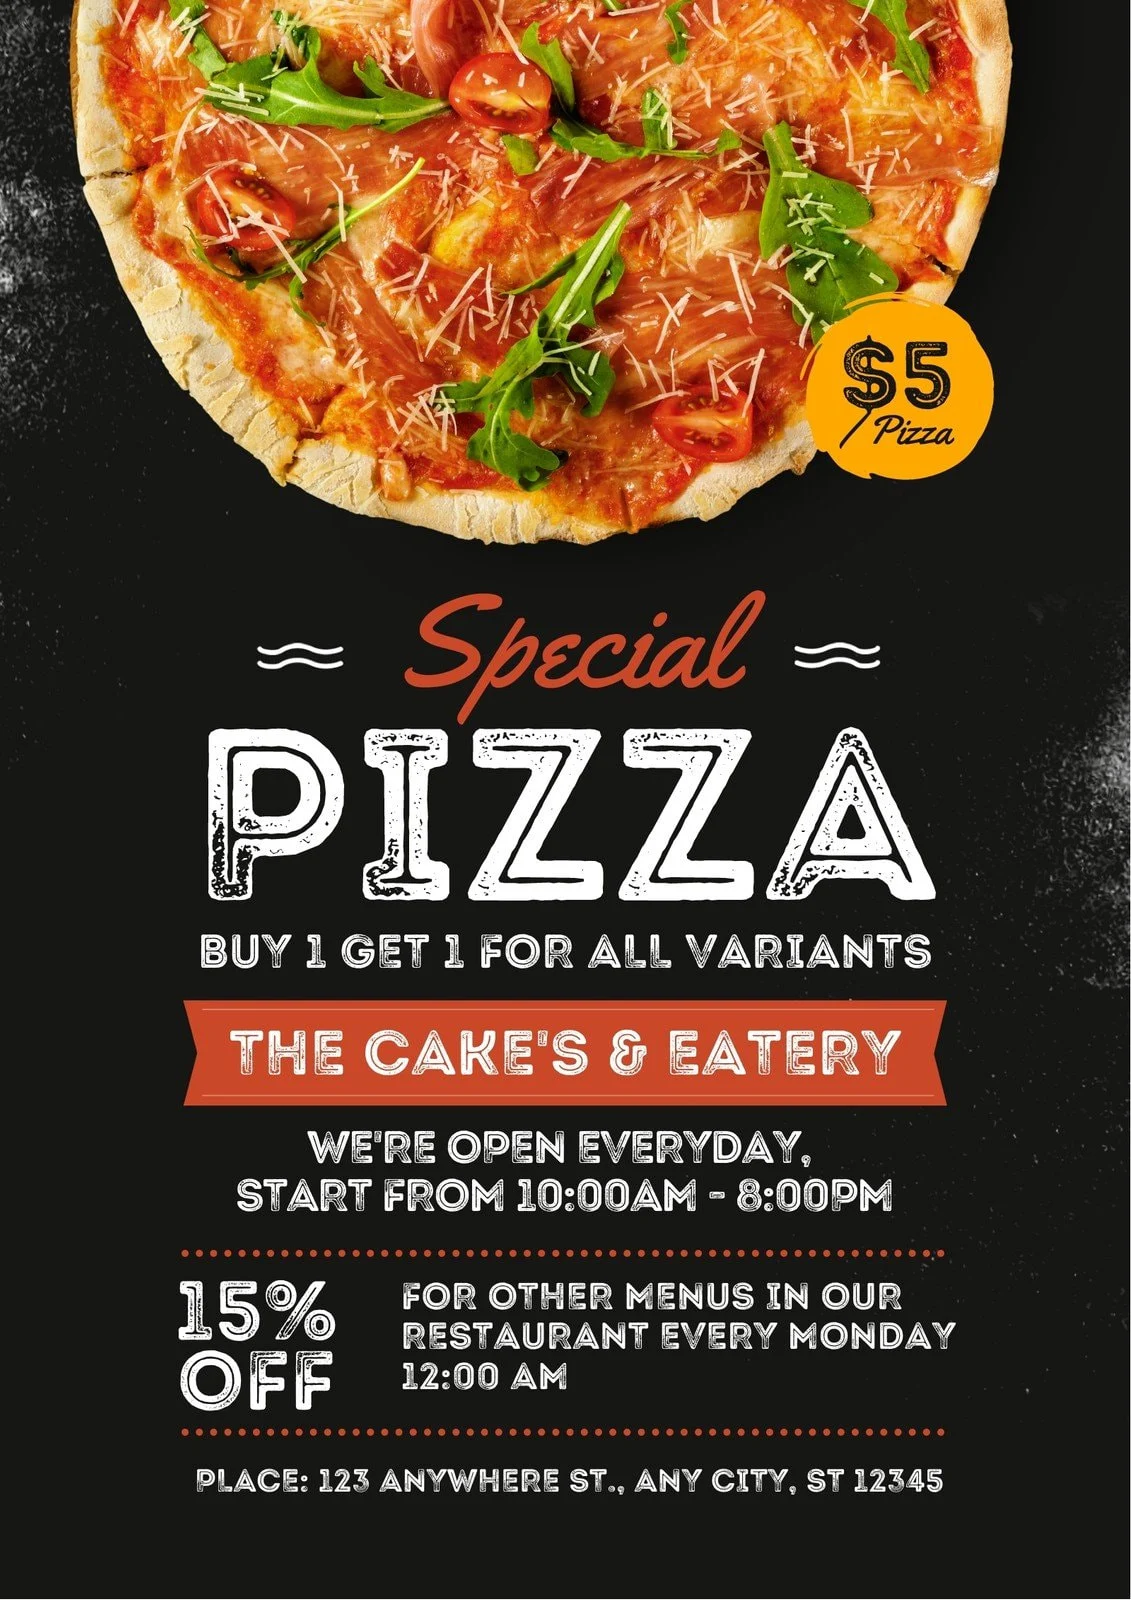 $5
Pizza
Special
PIZZA
BUY 1 GET 1 FOR ALL VARIANTS
THE CAKE'S & EATERY
WE'RE OPEN EVERYDAY,
START FROM 10:00AM - 8:00PM
15%
OFF
FOR OTHER MENUS IN OUR
RESTAURANT EVERY MONDAY
12:00 AM
PLACE: 123 ANYWHERE ST., ANY CITY, ST 12345